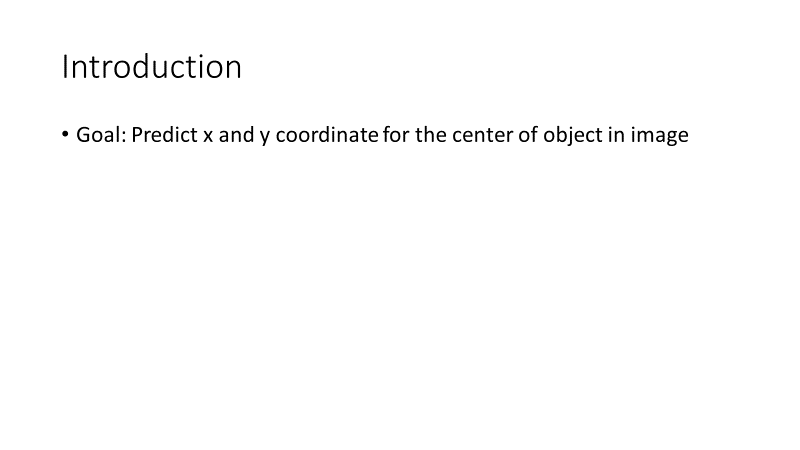 Introduction
• Goal: Predict x and y coordinate for the center of object in image